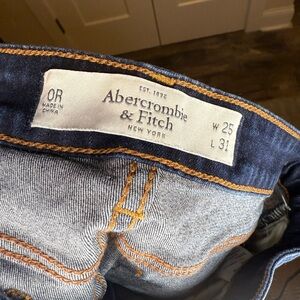 EST. 1892
Abercrombie
& Fitch
NEW YORK
0R
MADE IN
CHINA
W 25
L 31